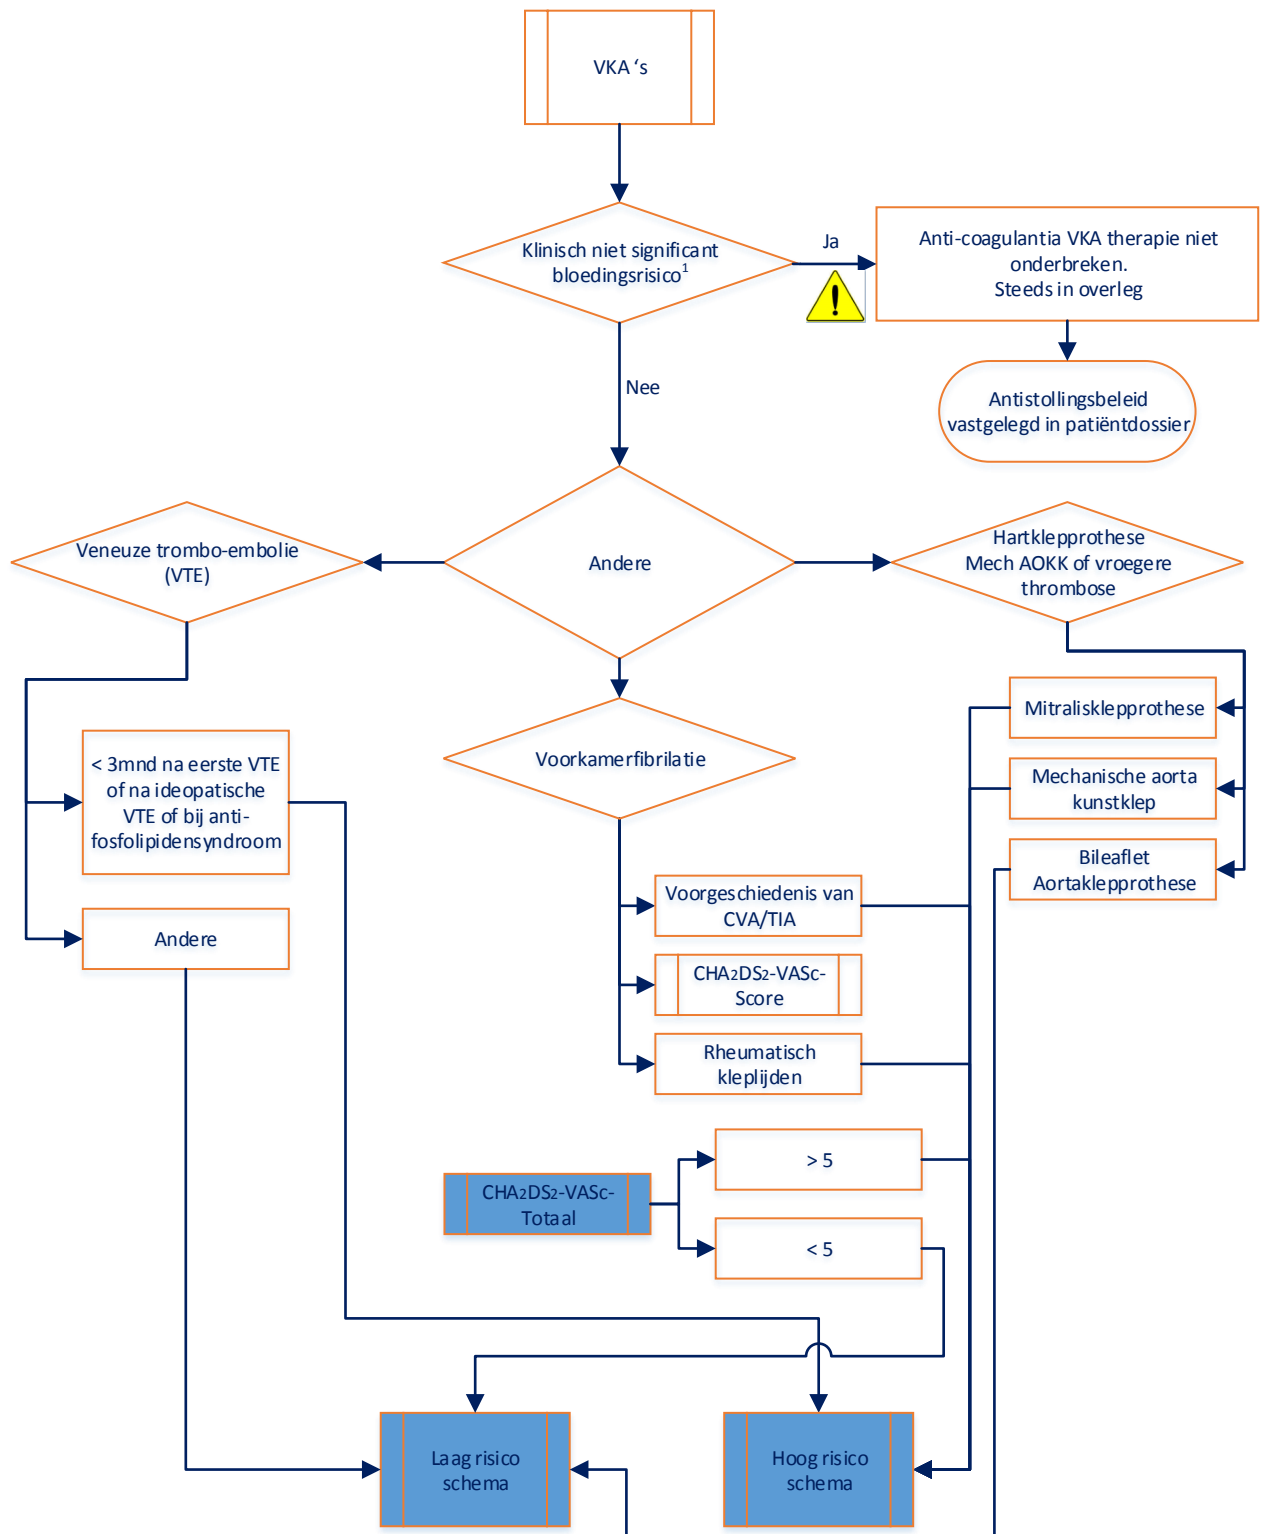 VKA ‘s
Klinisch niet significant
bloedingsrisico¹
Ja
Anti-coagulantia VKA therapie niet
onderbreken.
Steeds in overleg
Antistollingsbeleid
vastgelegd in patiëntdossier
Nee
Andere
Veneuze trombo-embolie
(VTE)
Hartklepprothese
Mech AOKK of vroegere
thrombose
Voorkamerfibrilatie
Mitralisklepprothese
Mechanische aorta
kunstklep
Bileaflet
Aortaklepprothese
< 3mnd na eerste VTE
of na ideopatische
VTE of bij anti-
fosfolipidensyndroom
Andere
Voorgeschiedenis van
CVA/TIA
CHA2DS2-VASc-
Score
Rheumatisch
kleplijden
CHA2DS2-VASc-
Totaal
> 5
< 5
Laag risico
schema
Hoog risico
schema